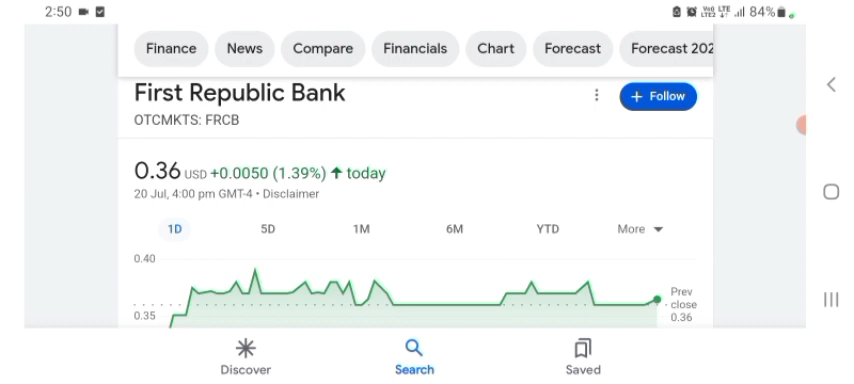 2:50 84%
Finance News Compare Financials Chart Forecast Forecast 202
First Republic Bank
+ Follow
OTCMKTS: FRCB
0.36 USD +0.0050 (1.39%) ↑ today
20 Jul, 4:00 pm GMT-4 • Disclaimer
1D 5D 1M 6M YTD More
0.40
Prev
close
0.36
0.35
Discover Search Saved